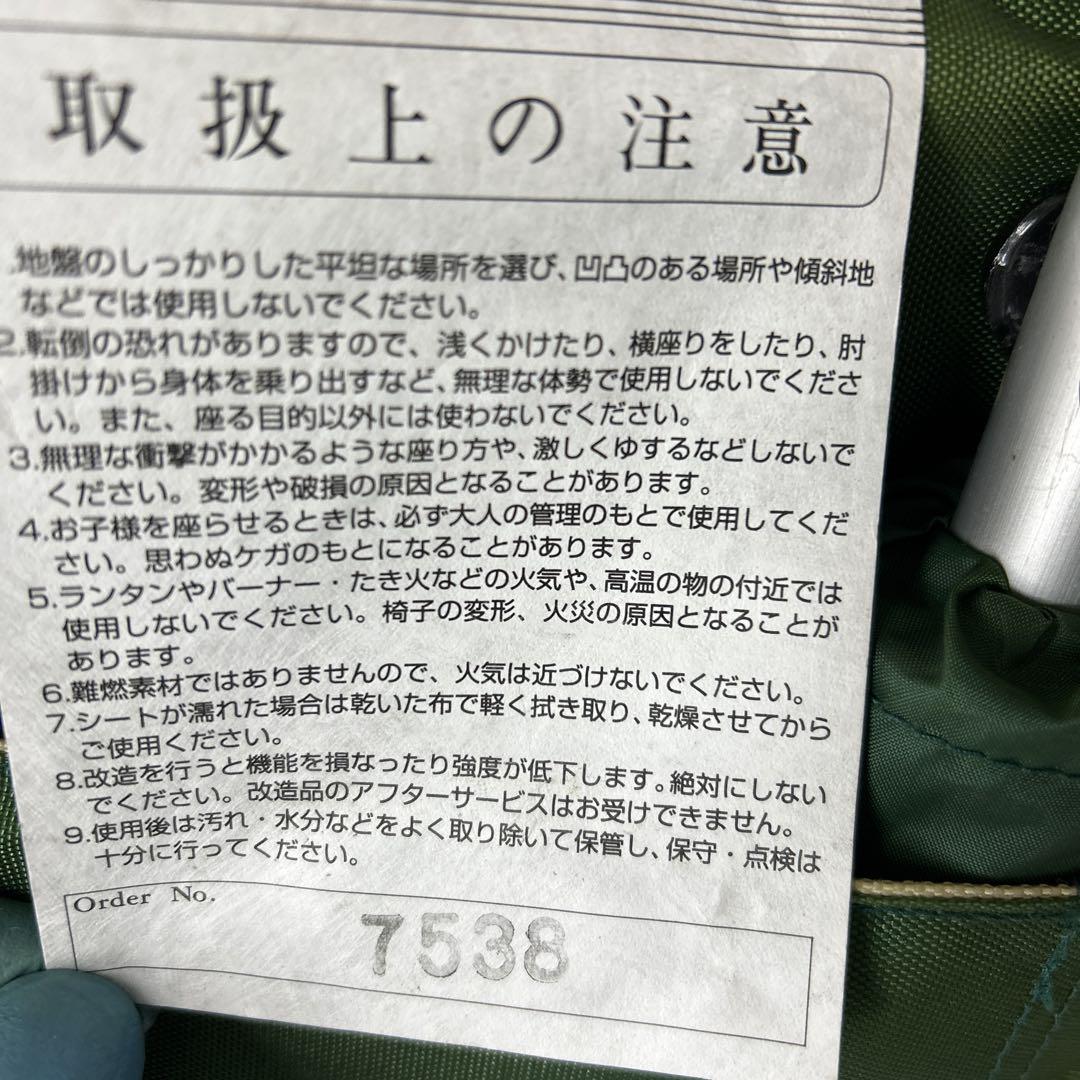 取扱上の注意
.地盤のしっかりした平坦な場所を選び、凹凸のある場所や傾斜地
などでは使用しないでください。
2.転倒の恐れがありますので、浅くかけたり、横座りをしたり、肘
掛けから身体を乗り出すなど、無理な体勢で使用しないでくださ
い。また、座る目的以外には使わないでください。
3.無理な衝撃がかかるような座り方や、激しくゆするなどしないで
ください。変形や破損の原因となることがあります。
4.お子様を座らせるときは、必ず大人の管理のもとで使用してくだ
さい。思わぬケガのもとになることがあります。
5.ランタンやバーナー・たき火などの火気や、高温の物の付近では
使用しないでください。椅子の変形、火災の原因となることが
あります。
6.難燃素材ではありませんので、火気は近づけないでください。
7.シートが濡れた場合は乾いた布で軽く拭き取り、乾燥させてから
ご使用ください。
8.改造を行うと機能を損なったり強度が低下します。絶対にしない
でください。改造品のアフターサービスはお受けできません。
9.使用後は汚れ・水分などをよく取り除いて保管し、保守・点検は
十分に行ってください。
Order No.
7538